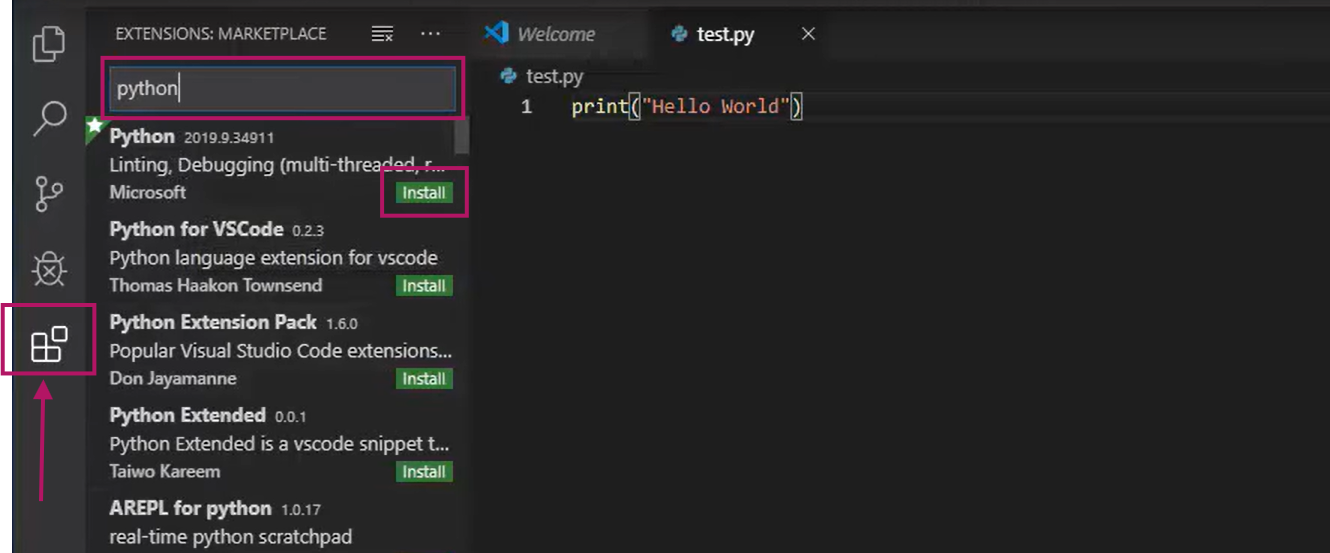 EXTENSIONS: MARKETPLACE
python
Python 2019.9.34911
Linting, Debugging (multi-threaded, r...
Microsoft Install
Python for VSCode 0.2.3
Python language extension for vscode
Thomas Haakon Townsend Install
Python Extension Pack 1.6.0
Popular Visual Studio Code extensions...
Don Jayamanne Install
Python Extended 0.0.1
Python Extended is a vscode snippet t...
Taiwo Kareem Install
AREPL for python 1.0.17
real-time python scratchpad
Welcome test.py
test.py
1 print("Hello World")